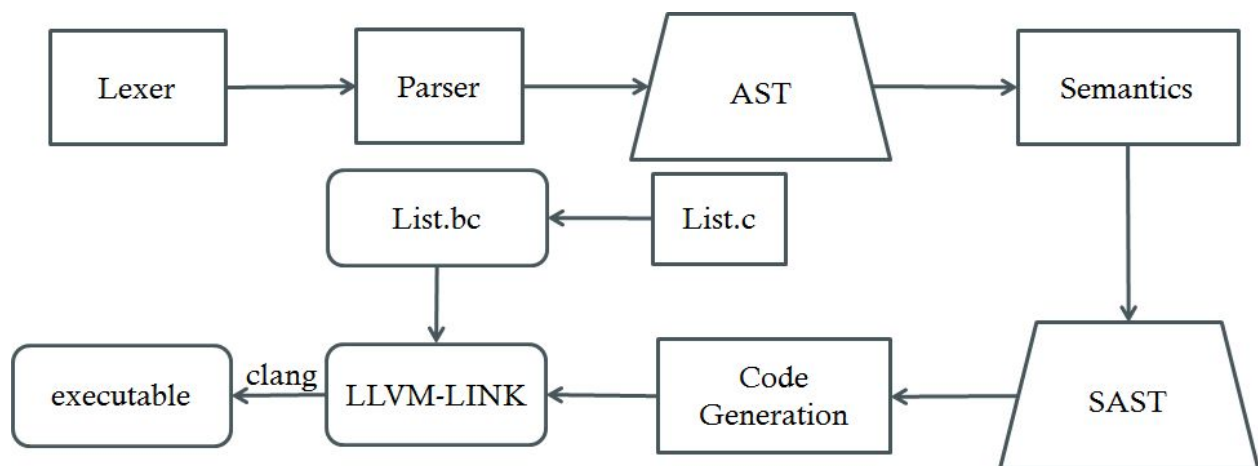 Lexer
Parser
AST
Semantics
List.bc
List.c
executable
clang
LLVM-LINK
Code
Generation
SAST